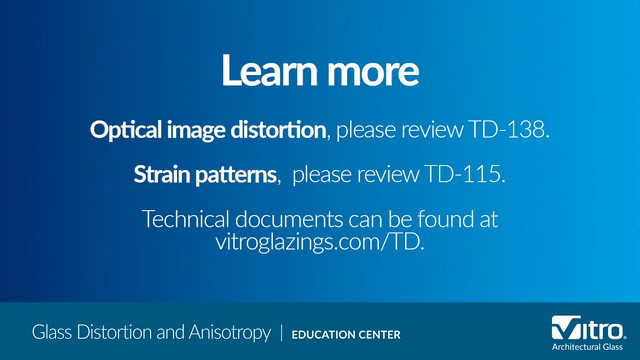 Learn more
Optical image distortion, please review TD-138.
Strain patterns,  please review TD-115.
Technical documents can be found at
vitroglazings.com/TD.
Glass Distortion and Anisotropy | EDUCATION CENTER
Vitro®
Architectural Glass